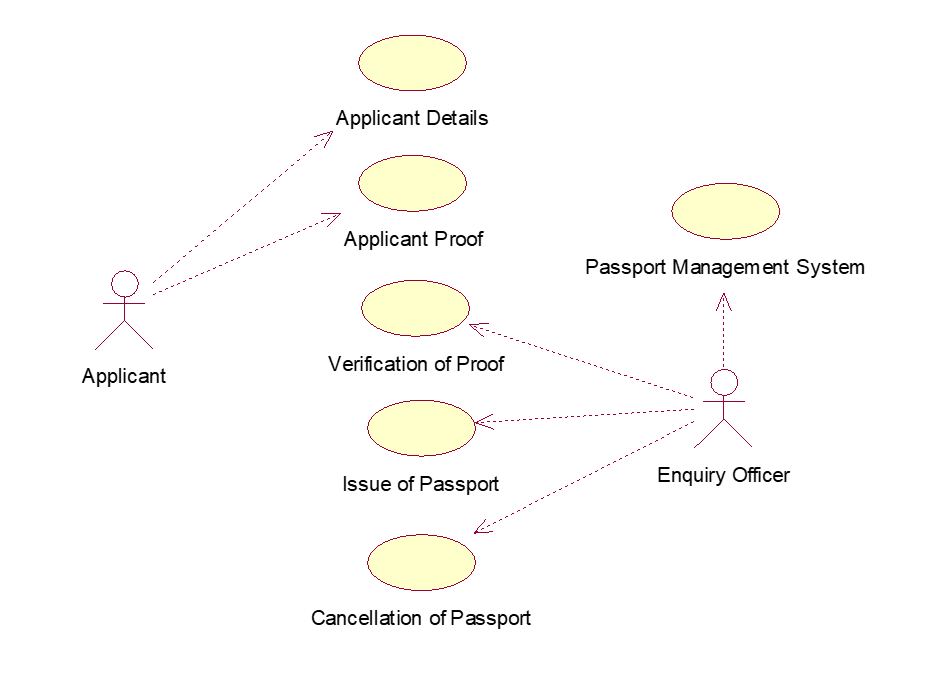 Applicant Details
Applicant Proof
Passport Management System
Verification of Proof
Applicant
Enquiry Officer
Issue of Passport
Cancellation of Passport